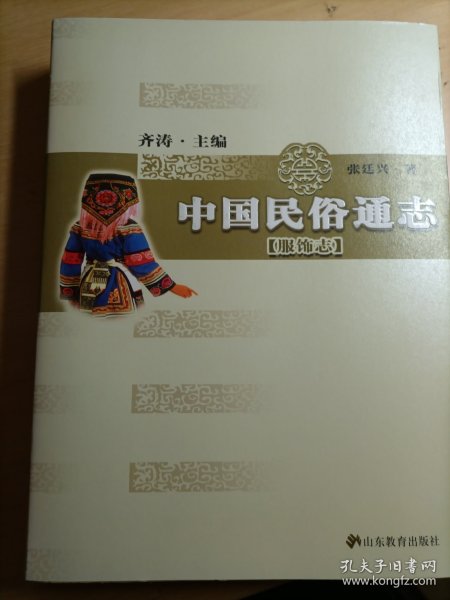 齐涛·主编
张廷兴 著
中国民俗通志
【服饰志】
山东教育出版社
孔夫子旧书网
www.kongfz.com